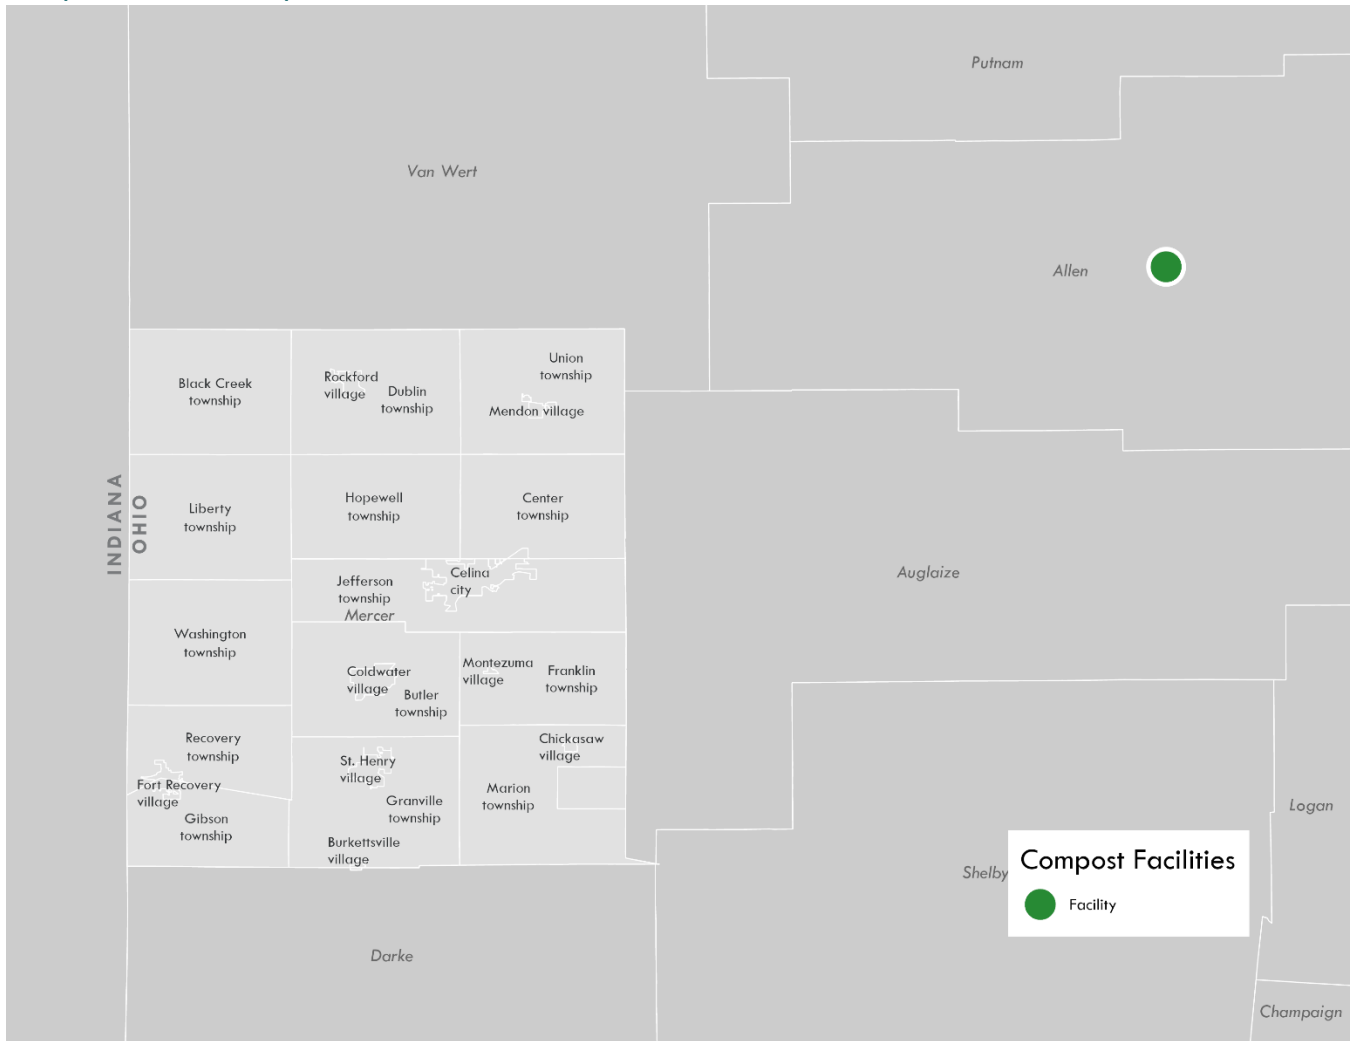 Putnam
Van Wert
Allen
Union
township
Black Creek
township
Rockford
village
Dublin
township
Mendon village
INDIANA
OHIO
Liberty
township
Hopewell
township
Center
township
Jefferson
township
Celina
city
Mercer
Auglaize
Washington
township
Coldwater
village
Butler
township
Montezuma
village
Franklin
township
Recovery
township
Chickasaw
village
St. Henry
village
Fort Recovery
village
Granville
township
Marion
township
Gibson
township
Burkettsville
village
Logan
Shelby
Compost Facilities
Facility
Darke
Champaign